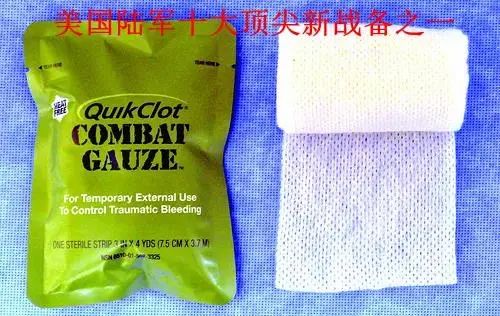 美国陆军十大顶尖新战备之一
TEAR HERE
TEAR HERE
HEAT
FREE
QuikClot®
COMBAT
GAUZE™
For Temporary External Use
To Control Traumatic Bleeding
ONE STERILE STRIP 3 IN X 4 YDS (7.5 CM X 3.7 M)